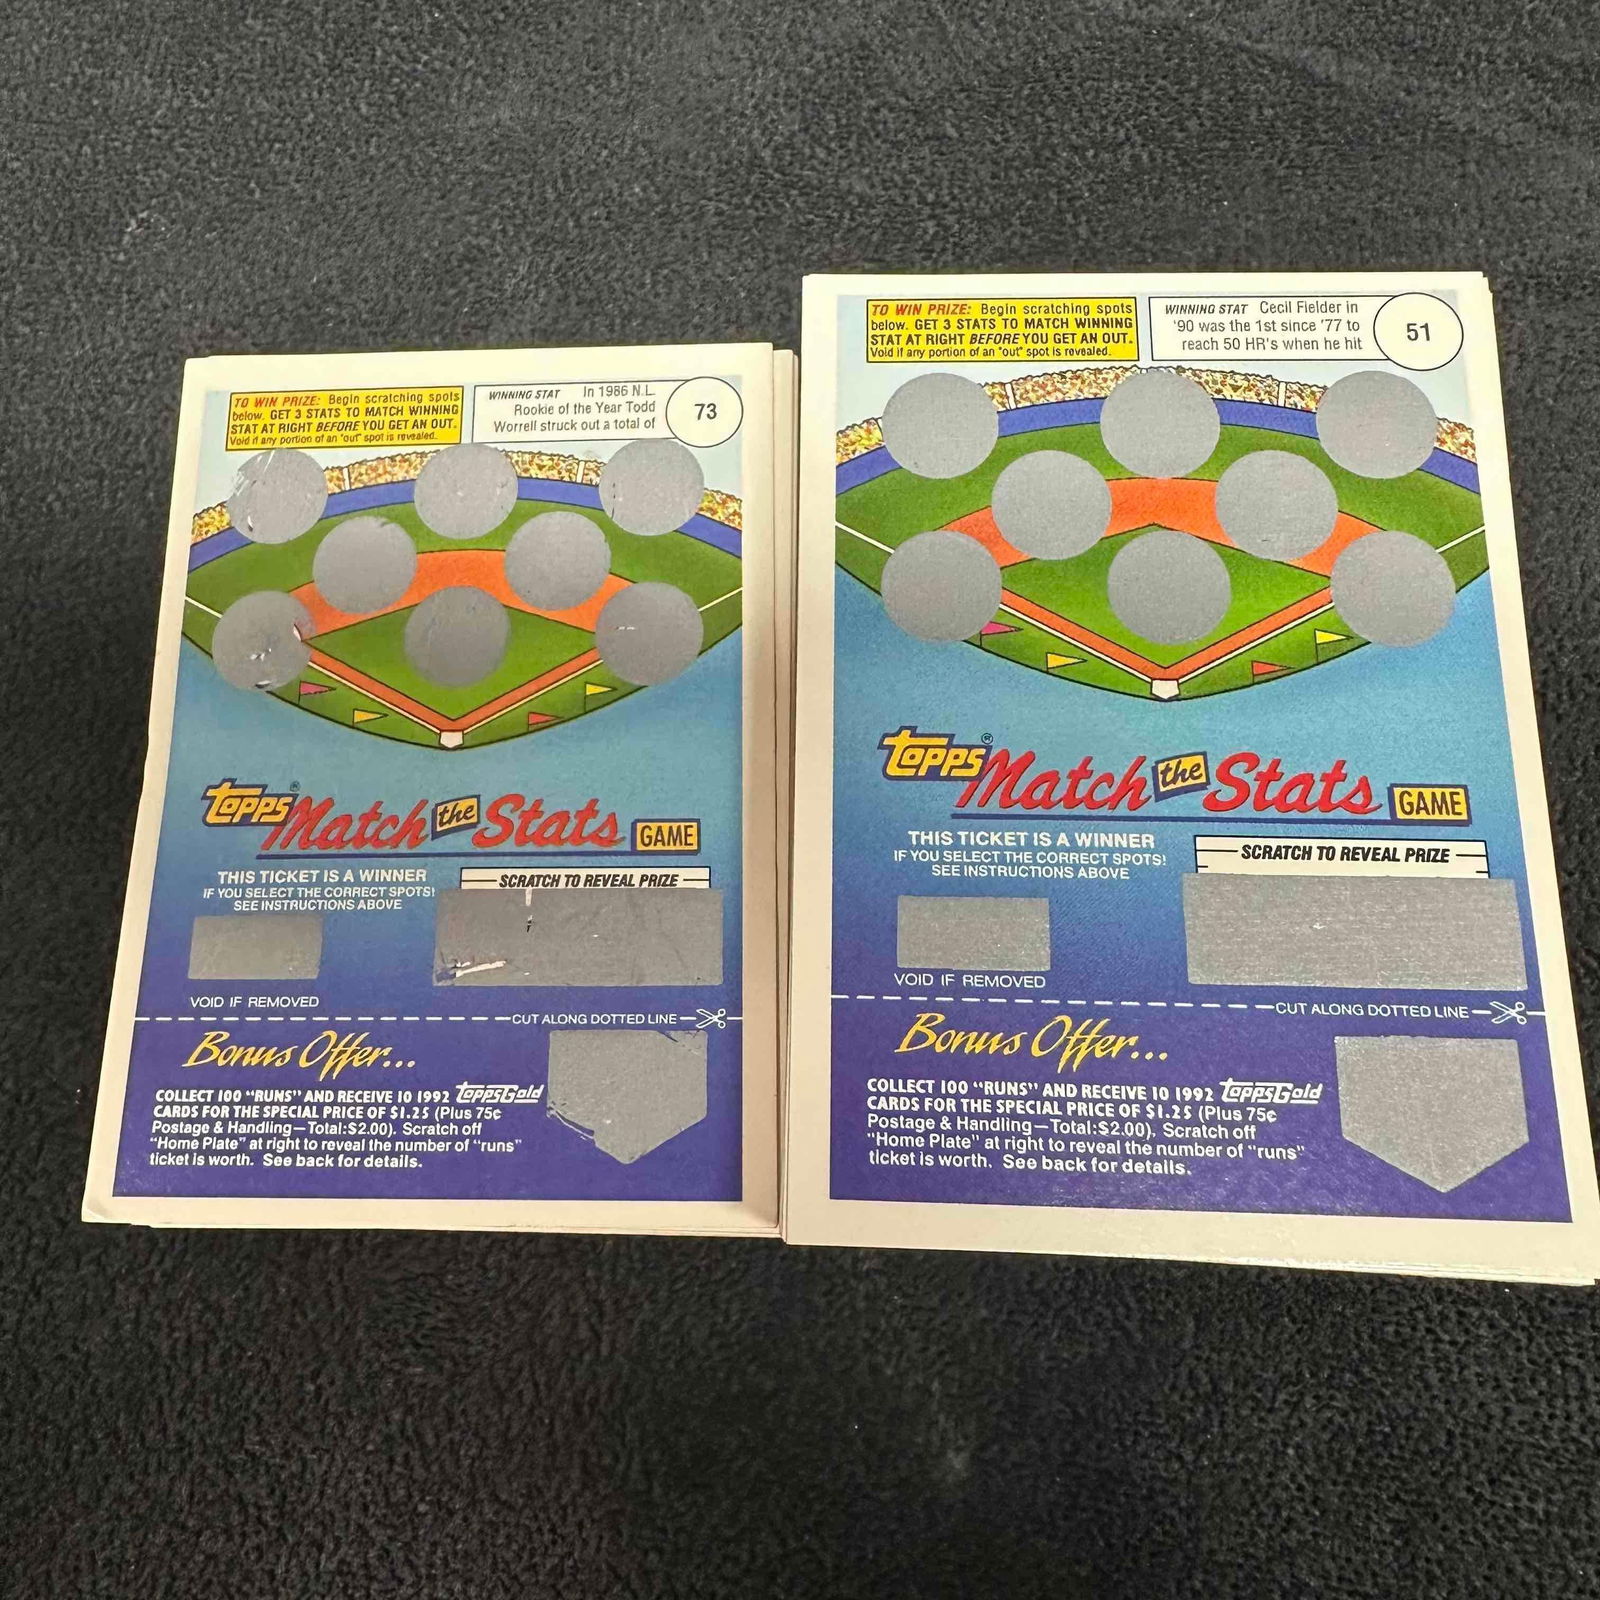 TO WIN PRIZE: Begin scratching spots
below. GET 3 STATS TO MATCH WINNING
STAT AT RIGHT BEFORE YOU GET AN OUT.
Void if any portion of an "out" spot is revealed.
WINNING STAT In 1986 N.L.
Rookie of the Year Todd
Worrell struck out a total of
73
topps® Match the Stats GAME
THIS TICKET IS A WINNER
IF YOU SELECT THE CORRECT SPOTS!
SEE INSTRUCTIONS ABOVE
SCRATCH TO REVEAL PRIZE
VOID IF REMOVED
CUT ALONG DOTTED LINE
Bonus Offer...
COLLECT 100 "RUNS" AND RECEIVE 10 1992 ToppsGold
CARDS FOR THE SPECIAL PRICE OF $1.25 (Plus 75¢
Postage & Handling—Total:$2.00). Scratch off
"Home Plate" at right to reveal the number of "runs"
ticket is worth. See back for details.
TO WIN PRIZE: Begin scratching spots
below. GET 3 STATS TO MATCH WINNING
STAT AT RIGHT BEFORE YOU GET AN OUT.
Void if any portion of an "out" spot is revealed.
WINNING STAT Cecil Fielder in
'90 was the 1st since '77 to
reach 50 HR's when he hit
51
topps® Match the Stats GAME
THIS TICKET IS A WINNER
IF YOU SELECT THE CORRECT SPOTS!
SEE INSTRUCTIONS ABOVE
SCRATCH TO REVEAL PRIZE
VOID IF REMOVED
CUT ALONG DOTTED LINE
Bonus Offer...
COLLECT 100 "RUNS" AND RECEIVE 10 1992 ToppsGold
CARDS FOR THE SPECIAL PRICE OF $1.25 (Plus 75¢
Postage & Handling—Total:$2.00). Scratch off
"Home Plate" at right to reveal the number of "runs"
ticket is worth. See back for details.